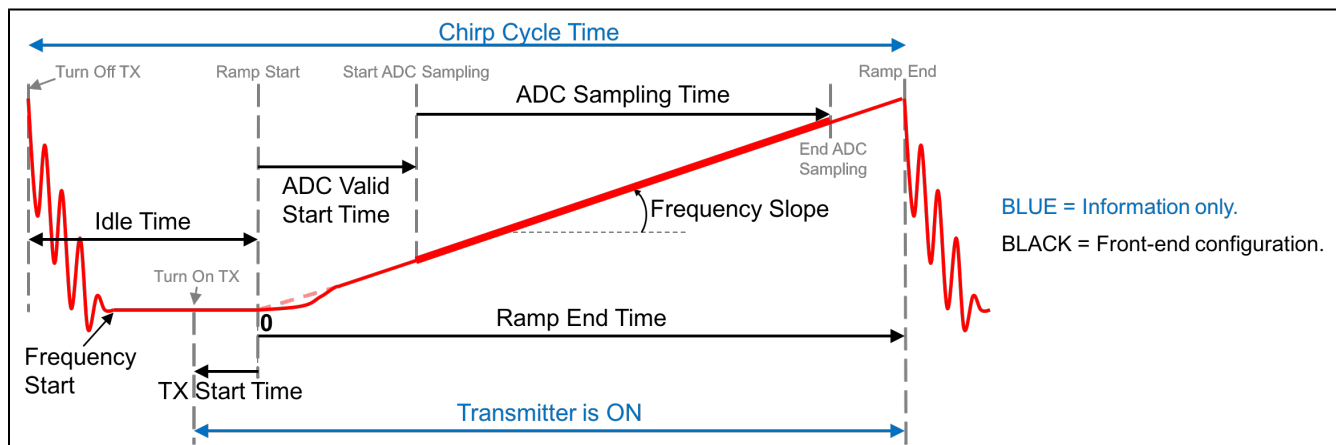 Chirp Cycle Time
Turn Off TX
Ramp Start
Start ADC Sampling
Ramp End
ADC Sampling Time
End ADC
Sampling
ADC Valid
Start Time
Idle Time
Frequency Slope
BLUE = Information only.
BLACK = Front-end configuration.
Turn On TX
0
Ramp End Time
Frequency
Start
TX Start Time
Transmitter is ON